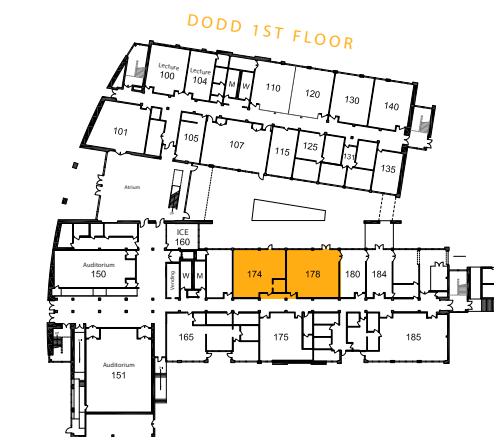 DODD 1ST FLOOR
Lecture
100
Lecture
104
M
W
110
120
130
140
101
105
107
115
125
131
135
Atrium
ICE
160
Auditorium
150
Vending
W
M
174
178
180
184
165
175
185
Auditorium
151